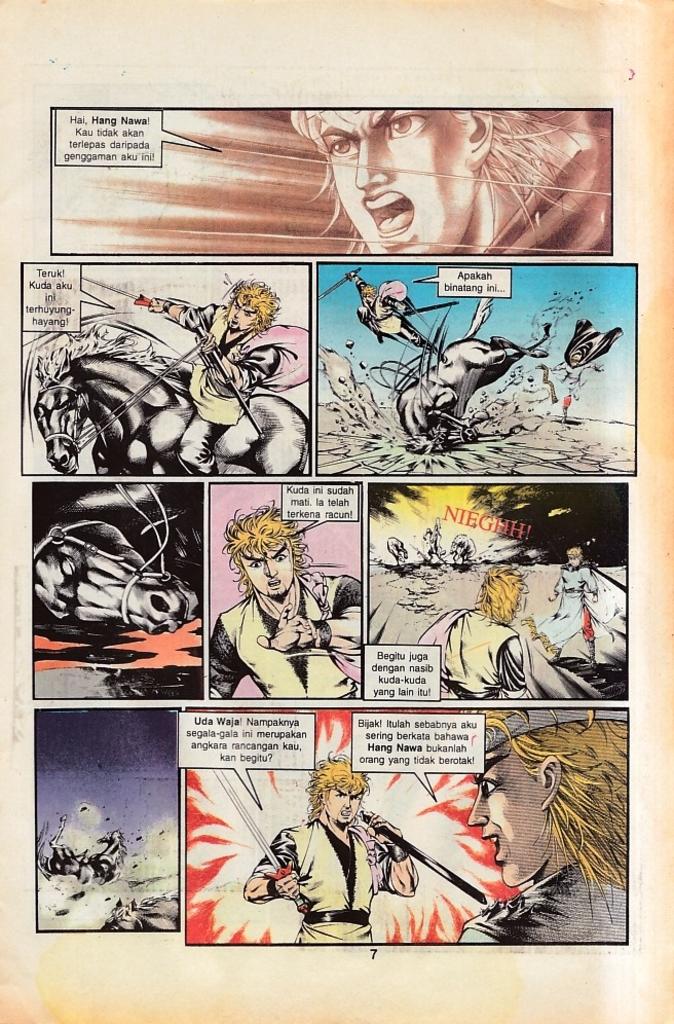 Hai, Hang Nawa!
Kau tidak akan
terlepas daripada
genggaman aku ini!
Teruk!
Kuda aku
ini
terhuyung-
hayang!
Apakah
binatang ini...
Kuda ini sudah
mati. Ia telah
terkena racun!
NIEGHH!
Begitu juga
dengan nasib
kuda-kuda
yang lain itu!
Uda Waja! Nampaknya
segala-gala ini merupakan
angkara rancangan kau,
kan begitu?
Bijak! Itulah sebabnya aku
sering berkata bahawa
Hang Nawa bukanlah
orang yang tidak berotak!
7